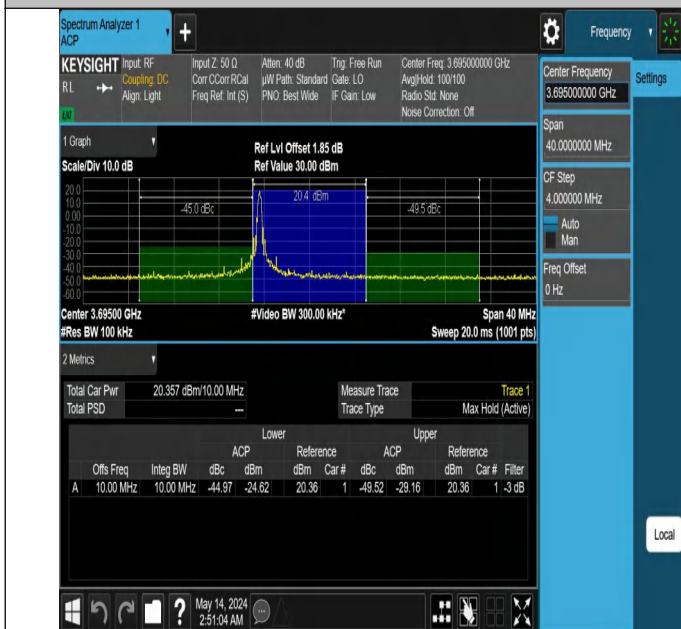 Spectrum Analyzer 1
ACP
Frequency
KEYSIGHT
RL
Input: RF
Coupling: DC
Align: Light
Input Z: 50 Ω
Corr CCorr RCal
Freq Ref: Int (S)
Atten: 40 dB
µW Path: Standard
PNO: Best Wide
Trig: Free Run
Gate: LO
IF Gain: Low
Center Freq: 3.695000000 GHz
Avg|Hold: 100/100
Radio Std: None
Noise Correction: Off
Center Frequency
3.695000000 GHz
Settings
Span
40.0000000 MHz
CF Step
4.000000 MHz
Auto
Man
Freq Offset
0 Hz
1 Graph
Scale/Div 10.0 dB
Ref Lvl Offset 1.85 dB
Ref Value 30.00 dBm
20.0
10.0
0.00
-10.0
-20.0
-30.0
-40.0
-50.0
-60.0
-45.0 dBc
20.4 dBm
-49.5 dBc
Center 3.69500 GHz
#Video BW 300.00 kHz*
Span 40 MHz
#Res BW 100 kHz
Sweep 20.0 ms (1001 pts)
2 Metrics
Total Car Pwr 20.357 dBm/10.00 MHz
Total PSD ---
Measure Trace Trace 1
Trace Type Max Hold (Active)
Lower Upper
ACP Reference ACP Reference
Offs Freq Integ BW dBc dBm dBm Car # dBc dBm dBm Car # Filter
A 10.00 MHz 10.00 MHz -44.97 -24.62 20.36 1 -49.52 -29.16 20.36 1 -3 dB
Local
?
May 14, 2024
2:51:04 AM